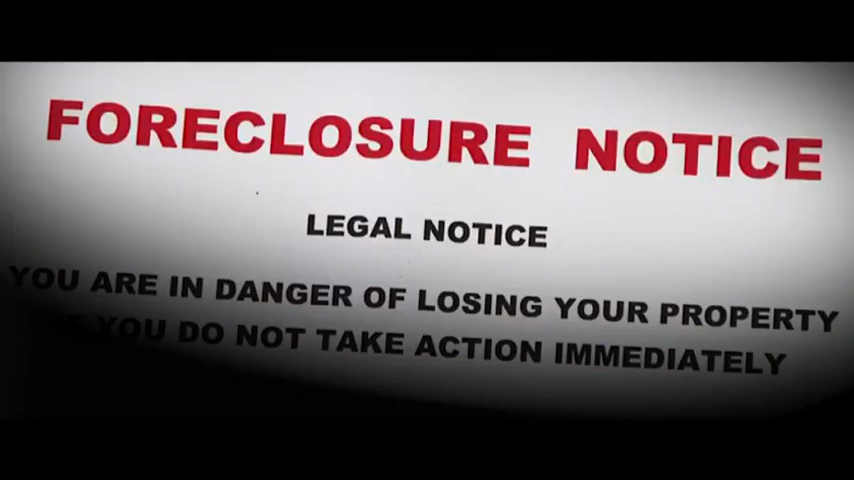 FORECLOSURE NOTICE
LEGAL NOTICE
YOU ARE IN DANGER OF LOSING YOUR PROPERTY
YOU DO NOT TAKE ACTION IMMEDIATELY